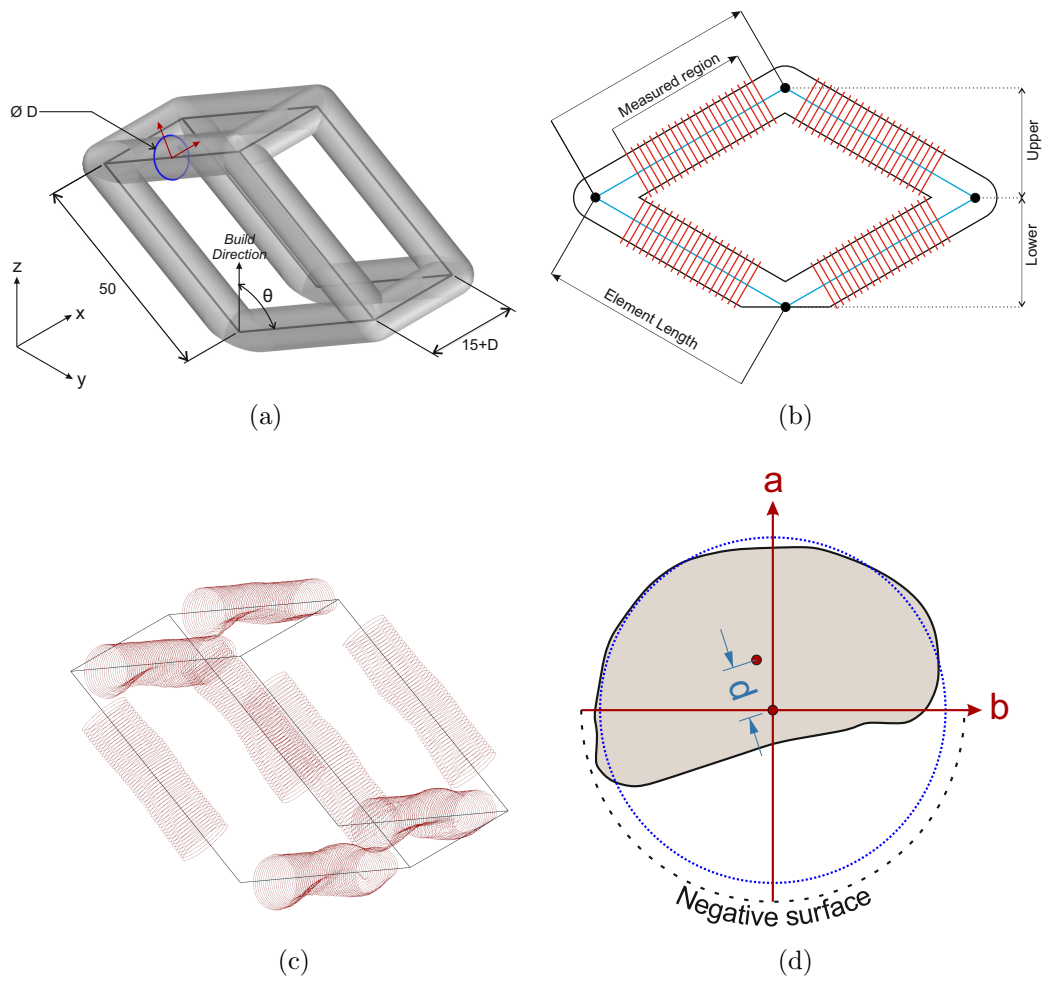 Ø D
Build
Direction
θ
z
50
x
y
15+D
(a)
Measured region
Upper
Lower
Element Length
(b)
(c)
a
d
b
Negative surface
(d)